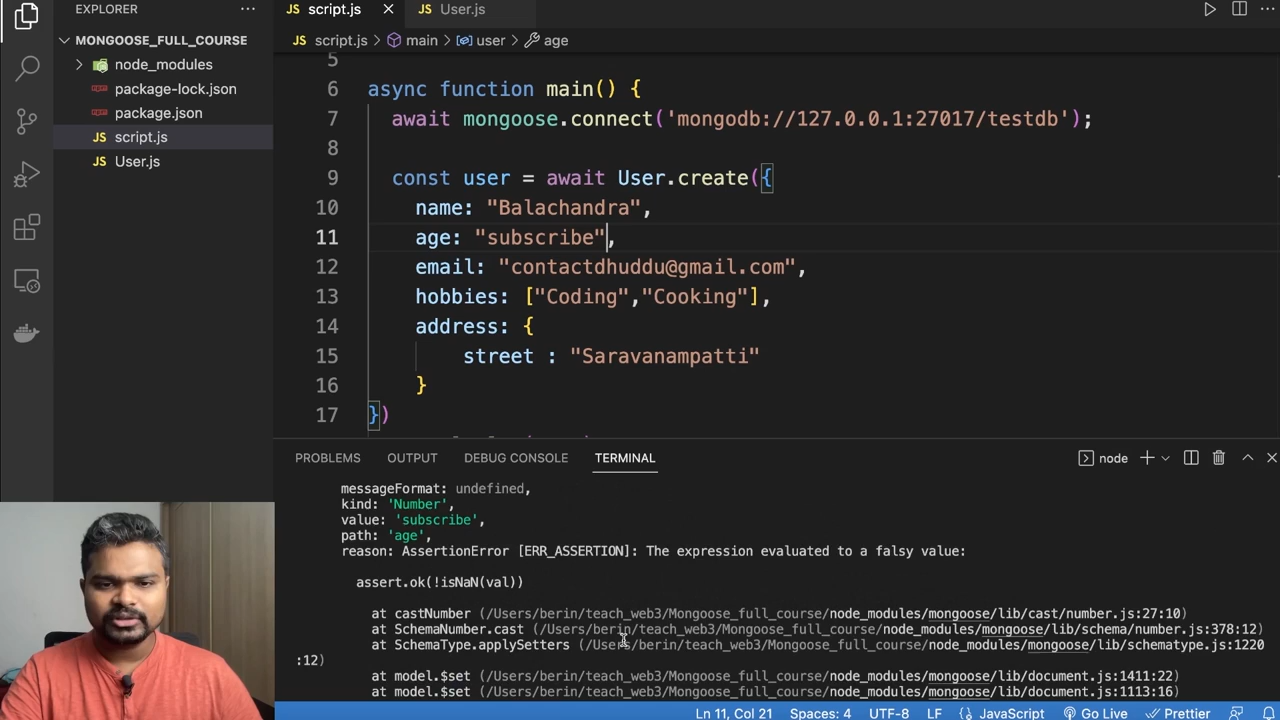 EXPLORER
script.js
User.js
MONGOOSE_FULL_COURSE
script.js > main > user > age
node_modules
package-lock.json
package.json
script.js
User.js
5
6 async function main() {
7 await mongoose.connect('mongodb://127.0.0.1:27017/testdb');
8
9 const user = await User.create({
10 name: "Balachandra",
11 age: "subscribe",
12 email: "contactdhuddu@gmail.com",
13 hobbies: ["Coding","Cooking"],
14 address: {
15 street : "Saravanampatti"
16 }
17 })
PROBLEMS OUTPUT DEBUG CONSOLE TERMINAL
node
messageFormat: undefined,
kind: 'Number',
value: 'subscribe',
path: 'age',
reason: AssertionError [ERR_ASSERTION]: The expression evaluated to a falsy value:
assert.ok(!isNaN(val))
at castNumber (/Users/berin/teach_web3/Mongoose_full_course/node_modules/mongoose/lib/cast/number.js:27:10)
at SchemaNumber.cast (/Users/berin/teach_web3/Mongoose_full_course/node_modules/mongoose/lib/schema/number.js:378:12)
at SchemaType.applySetters (/Users/berin/teach_web3/Mongoose_full_course/node_modules/mongoose/lib/schematype.js:1220
:12)
at model.$set (/Users/berin/teach_web3/Mongoose_full_course/node_modules/mongoose/lib/document.js:1411:22)
at model.$set (/Users/berin/teach_web3/Mongoose_full_course/node_modules/mongoose/lib/document.js:1113:16)
Ln 11, Col 21 Spaces: 4 UTF-8 LF {} JavaScript Go Live Prettier